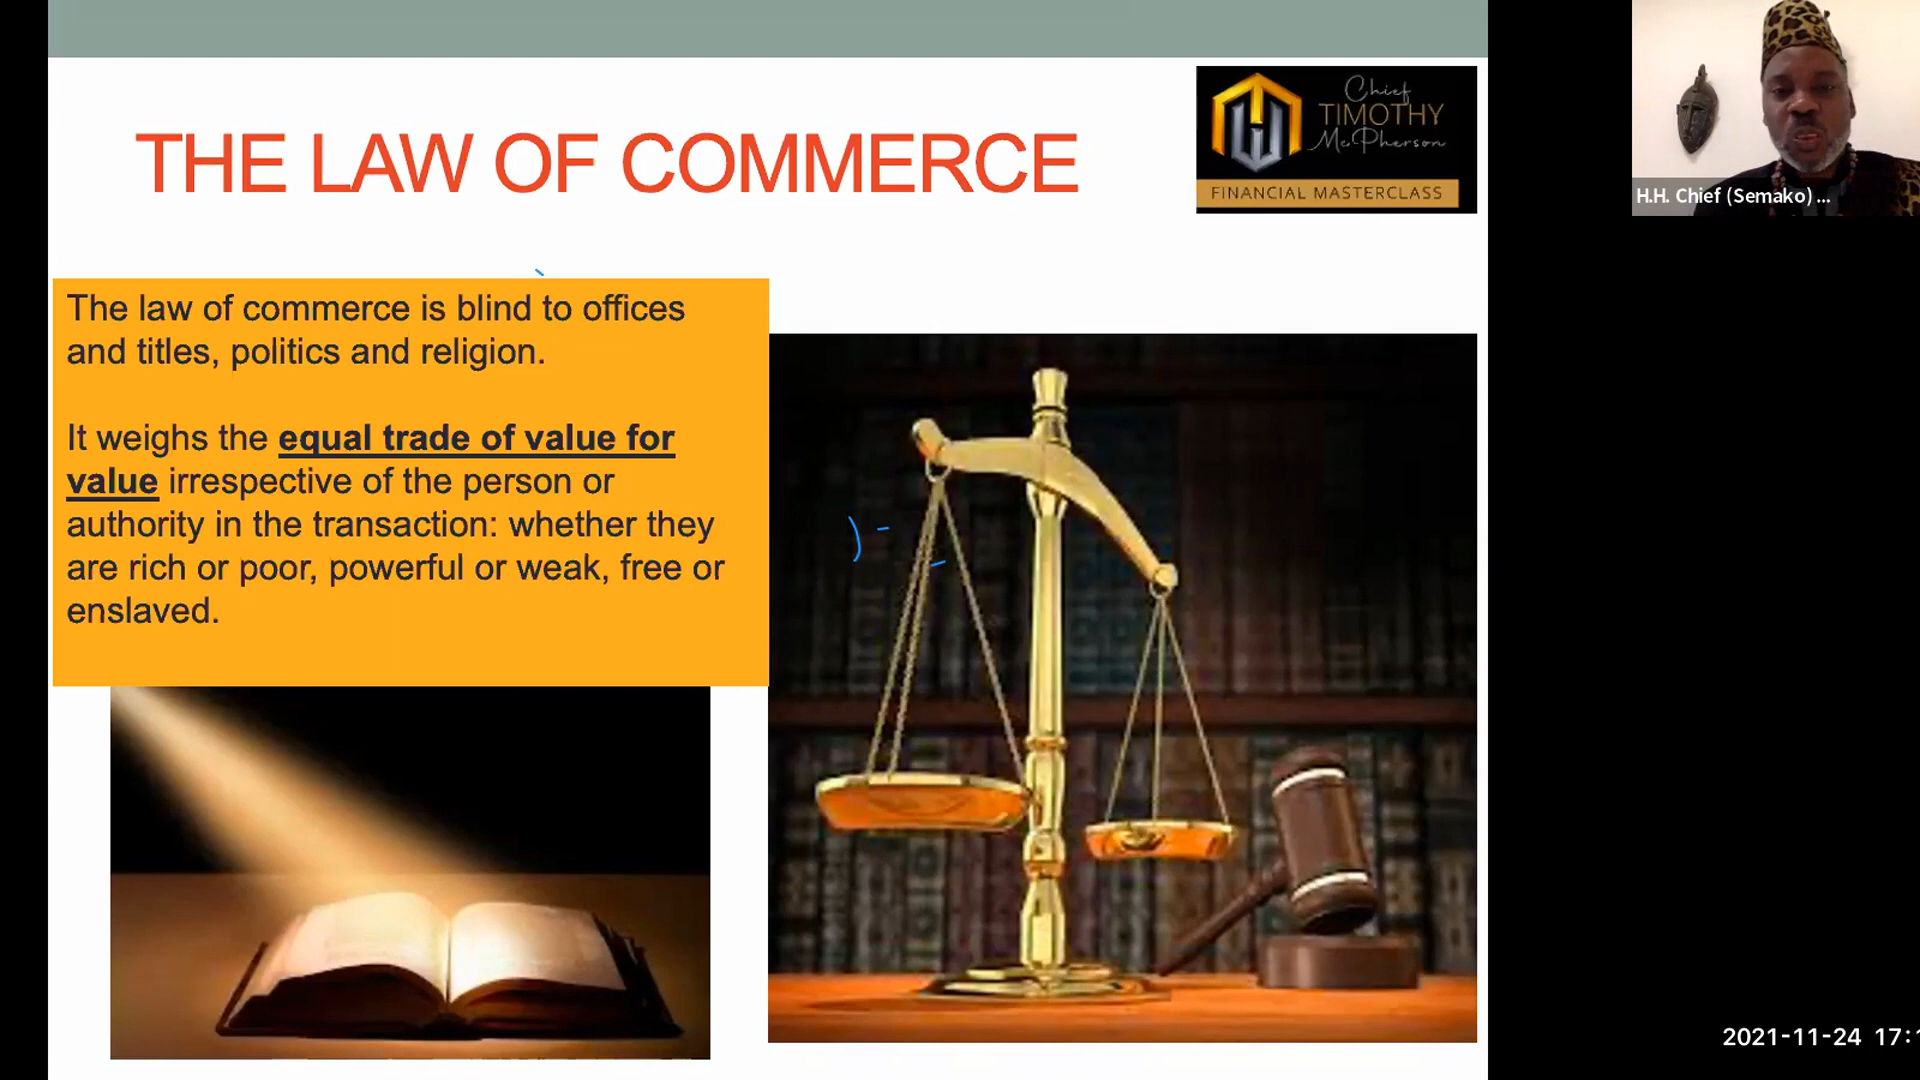 THE LAW OF COMMERCE
Chief
TIMOTHY
McPherson
FINANCIAL MASTERCLASS
H.H. Chief (Semako) ...
The law of commerce is blind to offices
and titles, politics and religion.
It weighs the equal trade of value for
value irrespective of the person or
authority in the transaction: whether they
are rich or poor, powerful or weak, free or
enslaved.
2021-11-24 17: